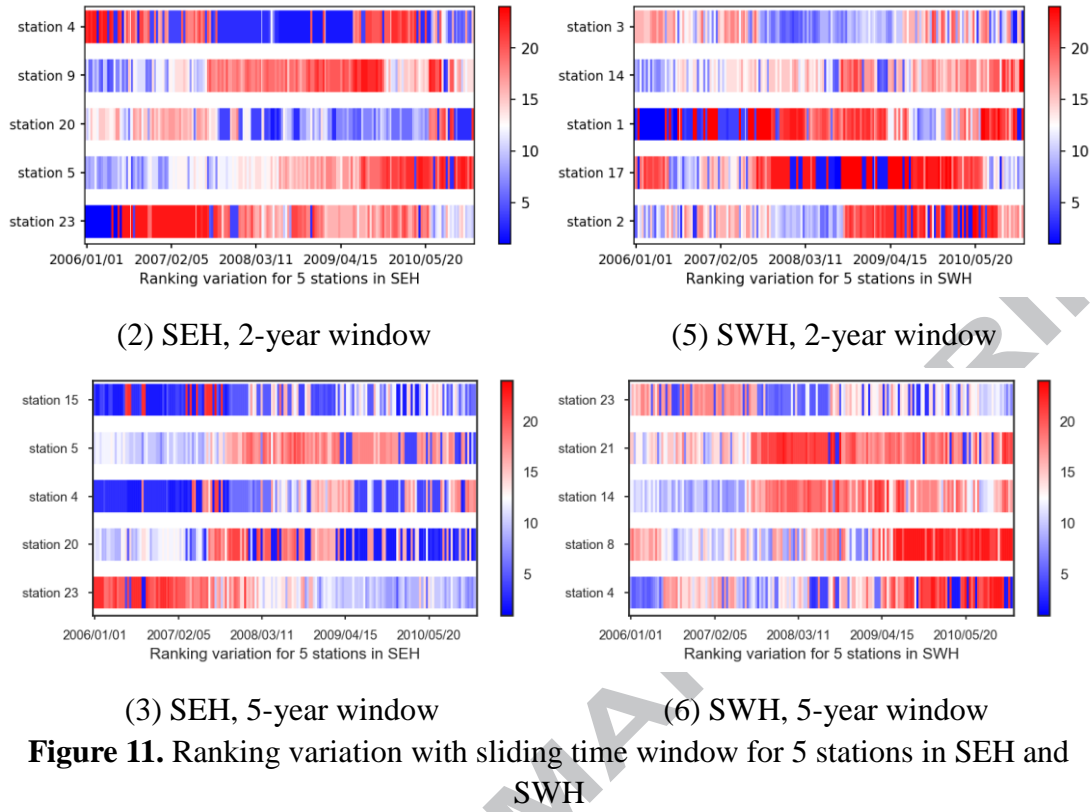 station 4
station 9
station 20
station 5
station 23
20
15
10
5
2006/01/01 2007/02/05 2008/03/11 2009/04/15 2010/05/20
Ranking variation for 5 stations in SEH
(2) SEH, 2-year window
station 3
station 14
station 1
station 17
station 2
20
15
10
5
2006/01/01 2007/02/05 2008/03/11 2009/04/15 2010/05/20
Ranking variation for 5 stations in SWH
(5) SWH, 2-year window
station 15
station 5
station 4
station 20
station 23
20
15
10
5
2006/01/01 2007/02/05 2008/03/11 2009/04/15 2010/05/20
Ranking variation for 5 stations in SEH
(3) SEH, 5-year window
station 23
station 21
station 14
station 8
station 4
20
15
10
5
2006/01/01 2007/02/05 2008/03/11 2009/04/15 2010/05/20
Ranking variation for 5 stations in SWH
(6) SWH, 5-year window
Figure 11. Ranking variation with sliding time window for 5 stations in SEH and
SWH